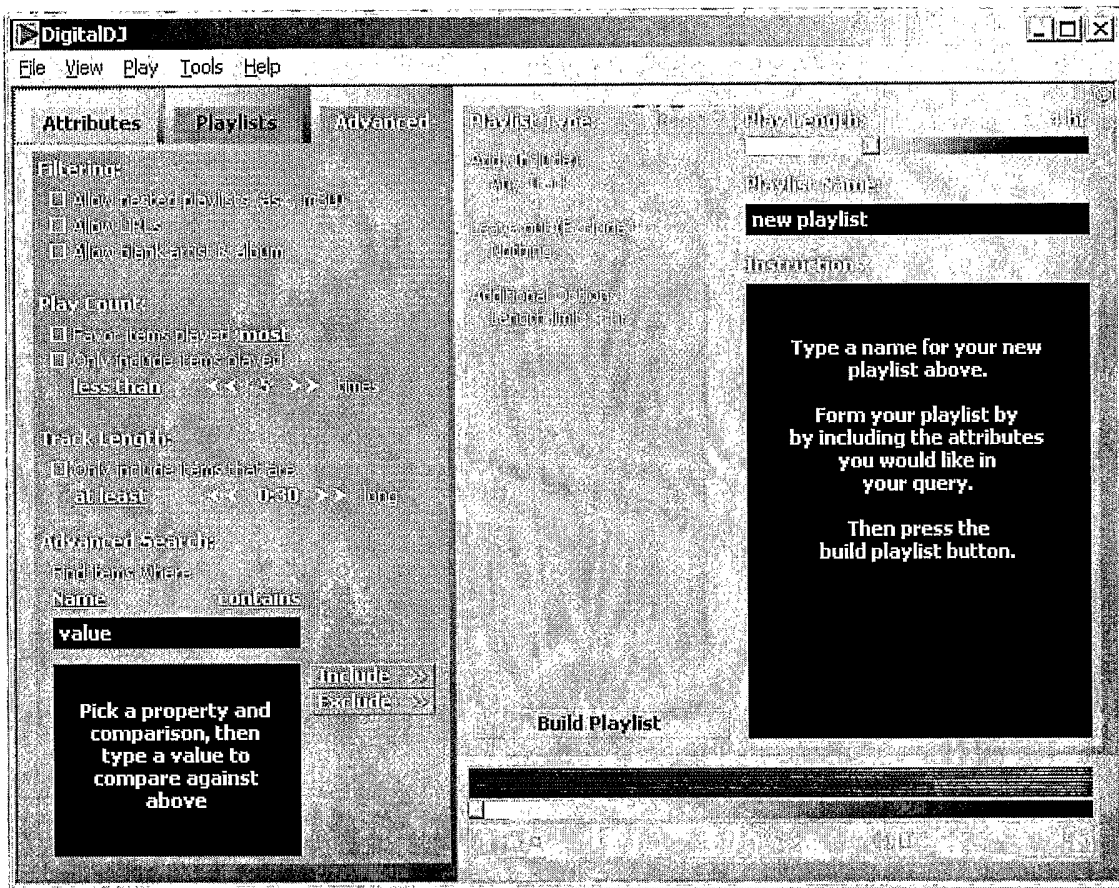 DigitalDJ
File View Play Tools Help
Attributes Playlists Advanced
Filtering:
Allow nested playlists
Allow URLs
Allow blank artist & album
Play Count:
Favor items played most
Only include items played
less than << 5 >> times
Track Length:
Only include items that are
at least << 0:30 >> long
Advanced Search:
Find Items Where
Name contains
value
Pick a property and
comparison, then
type a value to
compare against
above
Include >>
Exclude >>
Playlist Type
Any Track
Nothing
Additional Option
Build Playlist
Play Length: hr
Playlist Name:
new playlist
Instructions
Type a name for your new
playlist above.
Form your playlist by
by including the attributes
you would like in
your query.
Then press the
build playlist button.